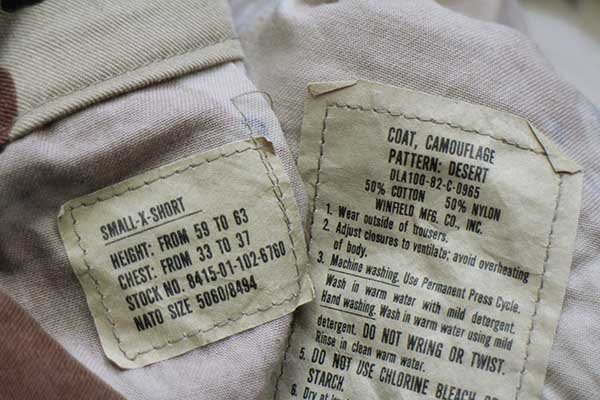 SMALL-X-SHORT
HEIGHT: FROM 59 TO 63
CHEST: FROM 33 TO 37
STOCK NO. 8415-01-102-6760
NATO SIZE 5060/8494
COAT, CAMOUFLAGE
PATTERN: DESERT
DLA100-82-C-0965
50% COTTON 50% NYLON
WINFIELD MFG. CO., INC.
1. Wear outside of trousers.
2. Adjust closures to ventilate; avoid overheating
of body.
3. Machine washing. Use Permanent Press Cycle.
Wash in warm water with mild detergent.
Hand washing. Wash in warm water using mild
detergent. DO NOT WRING OR TWIST.
Rinse in clean warm water.
5. DO NOT USE CHLORINE BLEACH OR
STARCH.
6. Dry at